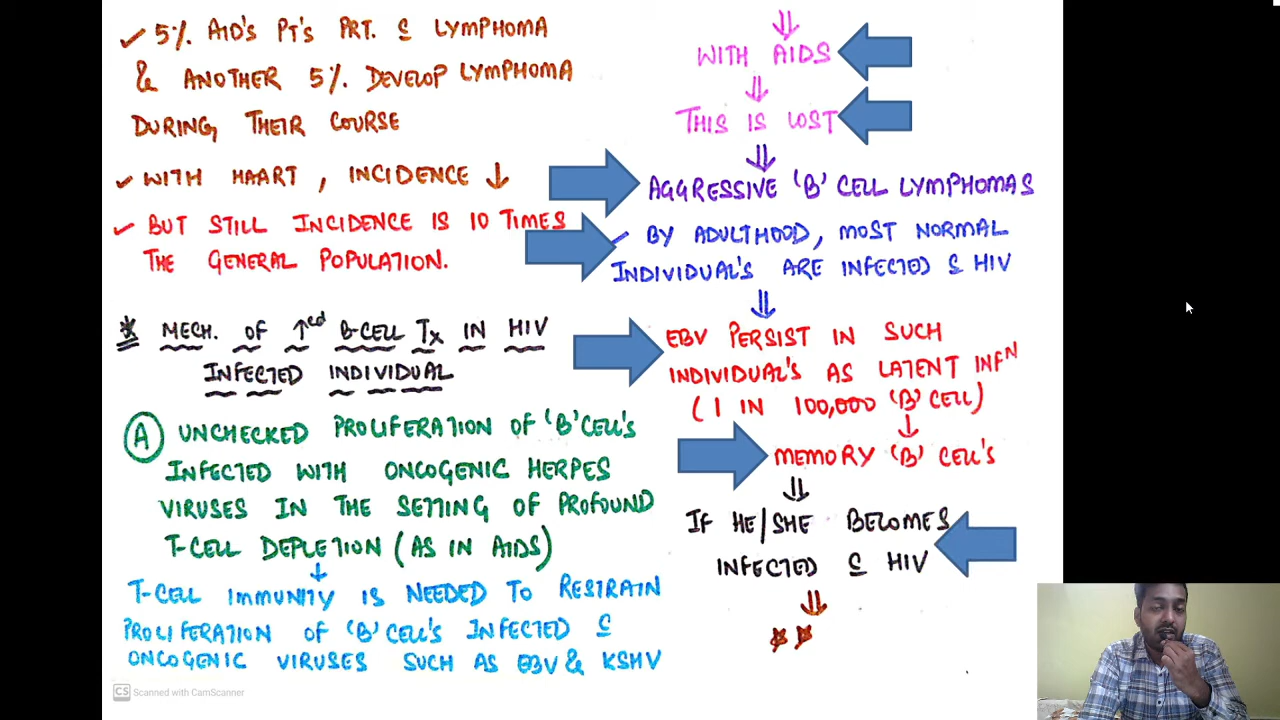 ✓ 5% AID'S PT'S PRT. C̄ LYMPHOMA
& ANOTHER 5% DEVELOP LYMPHOMA
DURING THEIR COURSE
✓ WITH HAART, INCIDENCE ↓
✓ BUT STILL INCIDENCE IS 10 TIMES
THE GENERAL POPULATION.
* MECH. OF ↑ed B-CELL Tx IN HIV
INFECTED INDIVIDUAL
(A) UNCHECKED PROLIFERATION OF 'B' CELL'S
INFECTED WITH ONCOGENIC HERPES
VIRUSES IN THE SETTING OF PROFOUND
T-CELL DEPLETION (AS IN AIDS)
↓
T-CELL IMMUNITY IS NEEDED TO RESTRAIN
PROLIFERATION OF 'B' CELL'S INFECTED C̄
ONCOGENIC VIRUSES SUCH AS EBV & KSHV
CS Scanned with CamScanner
⇓
WITH AIDS
⇓
THIS IS LOST
⇓
AGGRESSIVE 'B' CELL LYMPHOMAS
✓ BY ADULTHOOD, MOST NORMAL
INDIVIDUAL'S ARE INFECTED C̄ HIV
⇓
EBV PERSIST IN SUCH
INDIVIDUAL'S AS LATENT INFN
(1 IN 100,000 'B' CELL)
↓
MEMORY 'B' CELL'S
⇓
IF HE/SHE BECOMES
INFECTED C̄ HIV
⇓
**